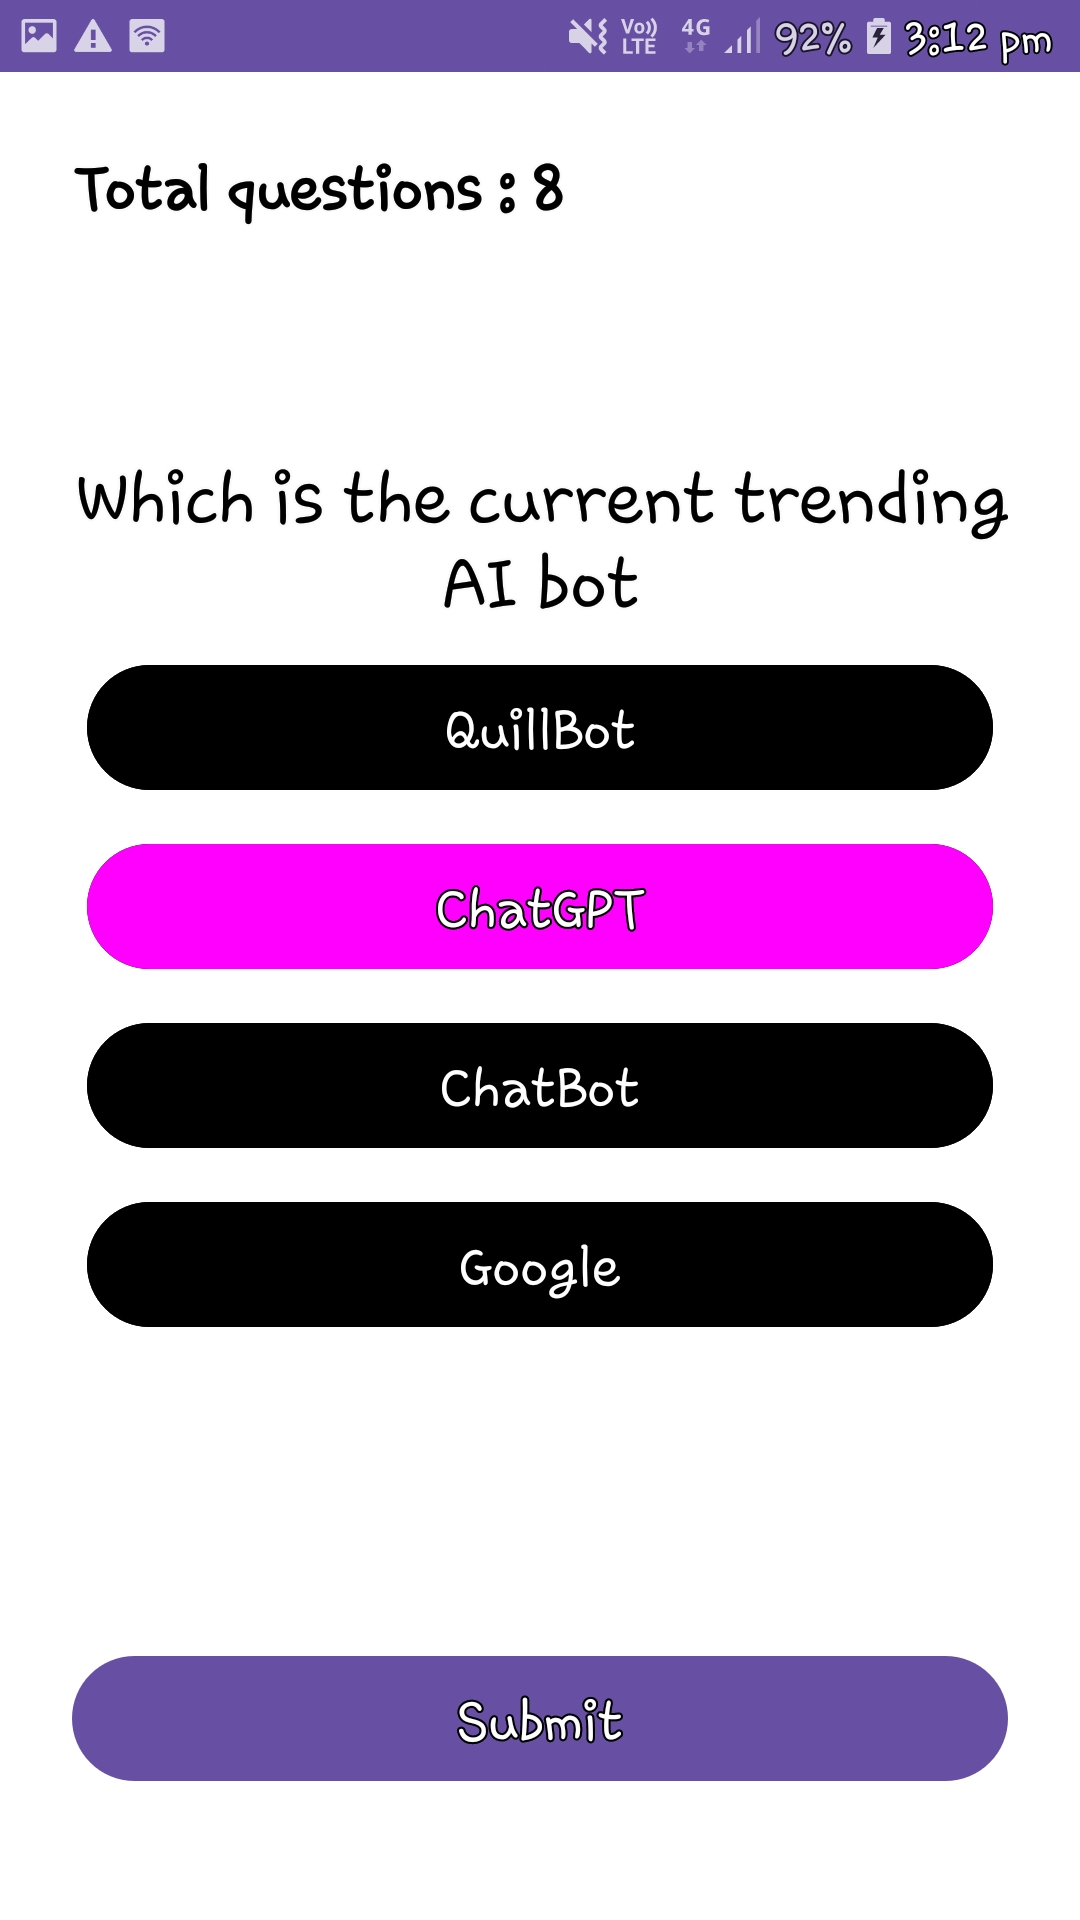 Vo)) LTE 4G 92% 3:12 pm
Total questions : 8
Which is the current trending
AI bot
QuillBot
ChatGPT
ChatBot
Google
Submit